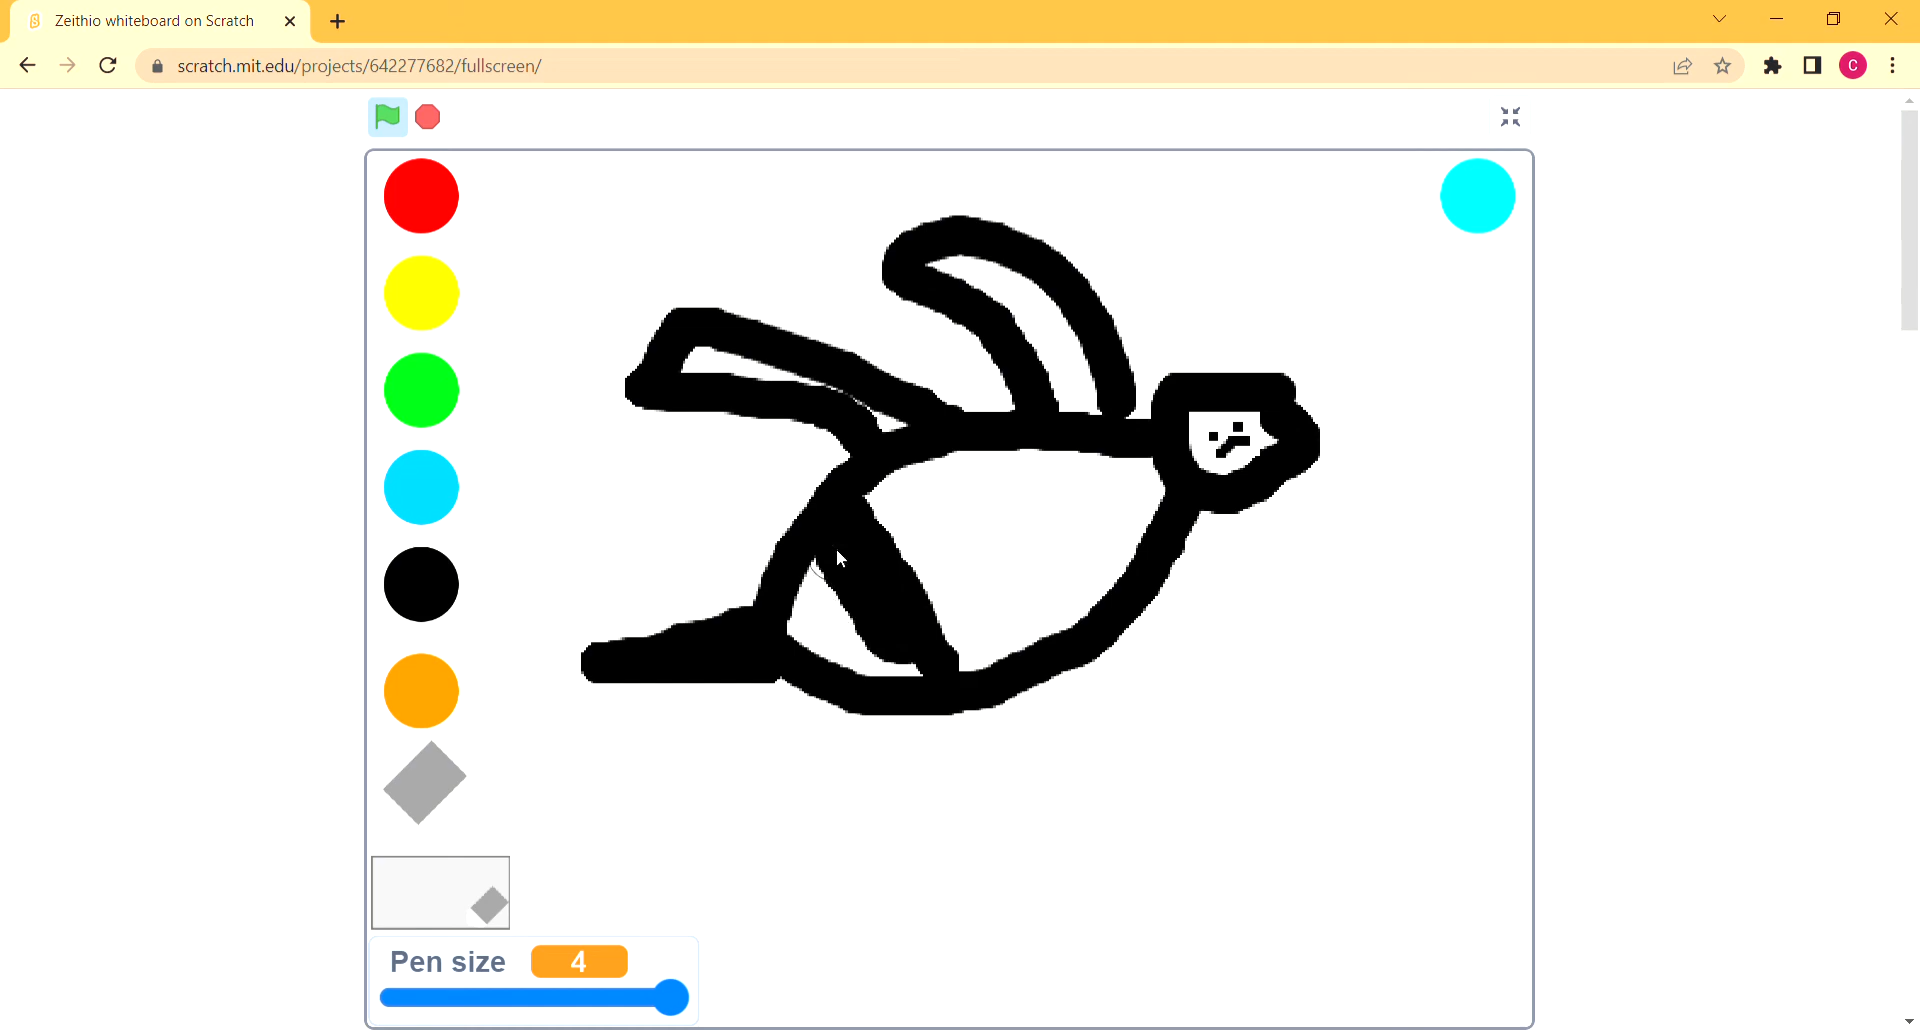 Zeithio whiteboard on Scratch
scratch.mit.edu/projects/642277682/fullscreen/
C
Pen size 4